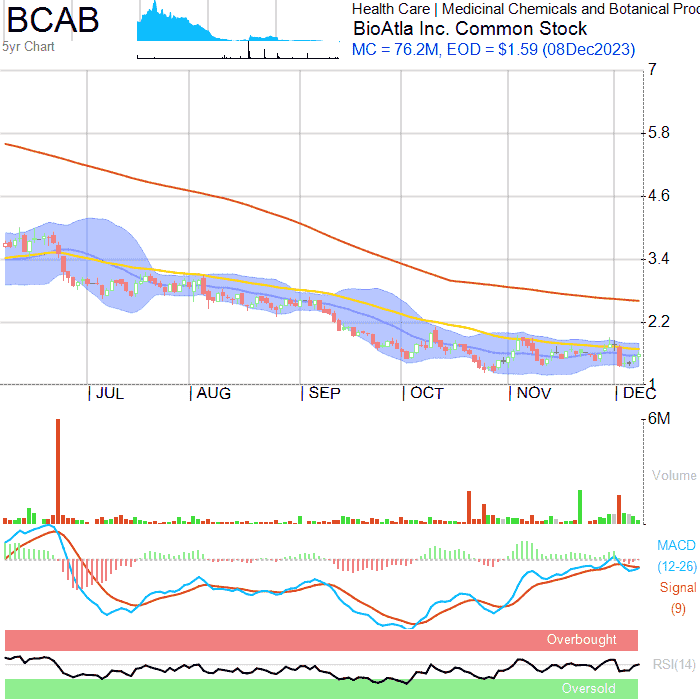 BCAB
5yr Chart
Health Care | Medicinal Chemicals and Botanical
BioAtla Inc. Common Stock
MC = 76.2M, EOD = $1.59 (08Dec2023)
7
5.8
4.6
3.4
2.2
1
JUL AUG SEP OCT NOV DEC
6M
Volume
MACD
(12-26)
Signal
(9)
Overbought
RSI(14)
Oversold